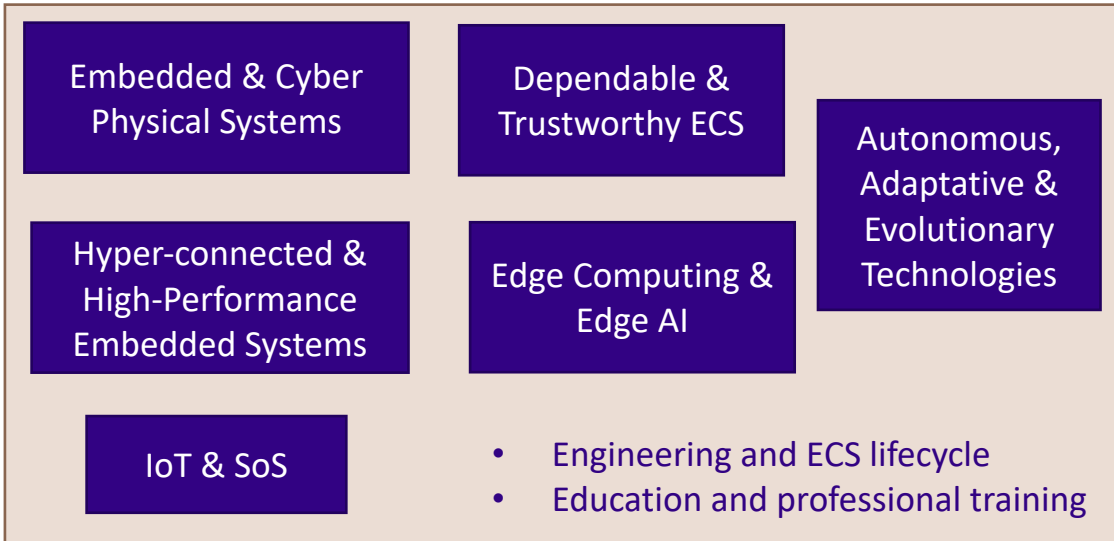 Embedded & Cyber
Physical Systems
Dependable &
Trustworthy ECS
Autonomous,
Adaptative &
Evolutionary
Technologies
Hyper-connected &
High-Performance
Embedded Systems
Edge Computing &
Edge AI
IoT & SoS
• Engineering and ECS lifecycle
• Education and professional training